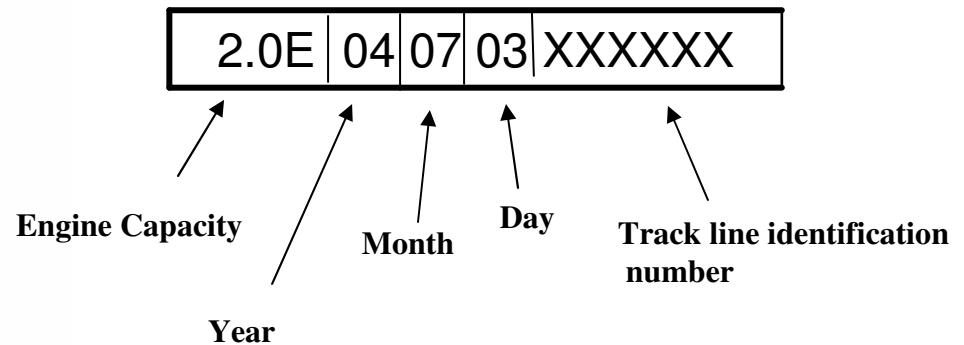 2.0E 04 07 03 XXXXXX
Engine Capacity
Month
Day
Track line identification
number
Year